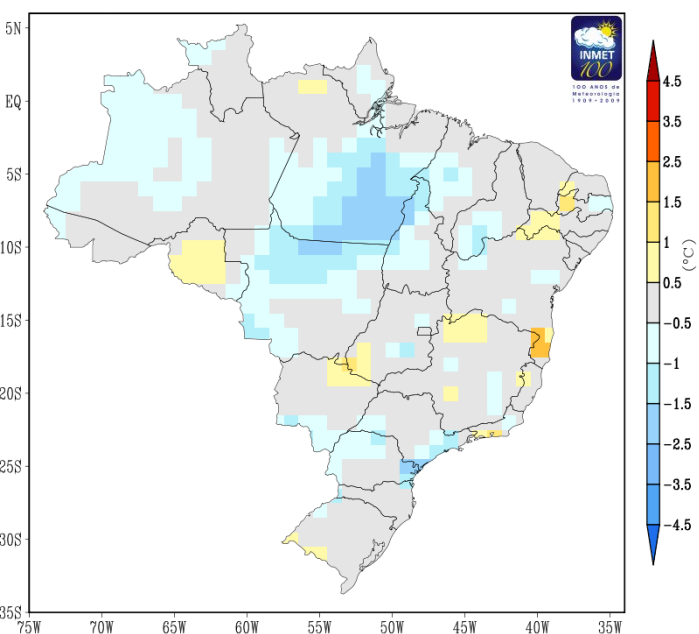 5N
EQ
5S
10S
15S
20S
25S
30S
35S
75W 70W 65W 60W 55W 50W 45W 40W 35W
INMET
100
100 ANOS de
Meteorologia
1909-2009
4.5
3.5
2.5
1.5
1
0.5
-0.5
-1
-1.5
-2.5
-3.5
-4.5
(°C)